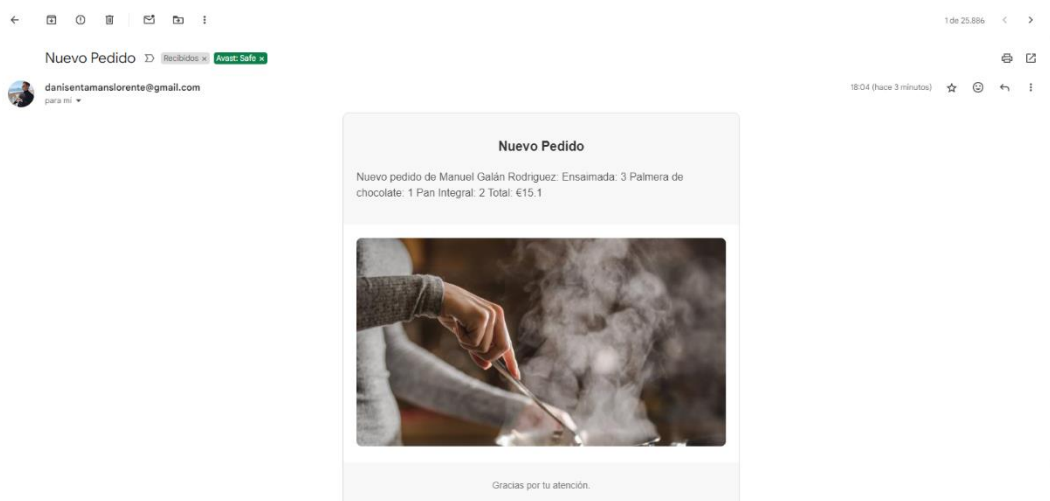 1 de 25.886
Nuevo Pedido Recibidos x Avast: Safe x
danisentamanslorente@gmail.com 18:04 (hace 3 minutos)
para mí
Nuevo Pedido
Nuevo pedido de Manuel Galán Rodriguez: Ensaimada: 3 Palmera de
chocolate: 1 Pan Integral: 2 Total: €15.1
Gracias por tu atención.